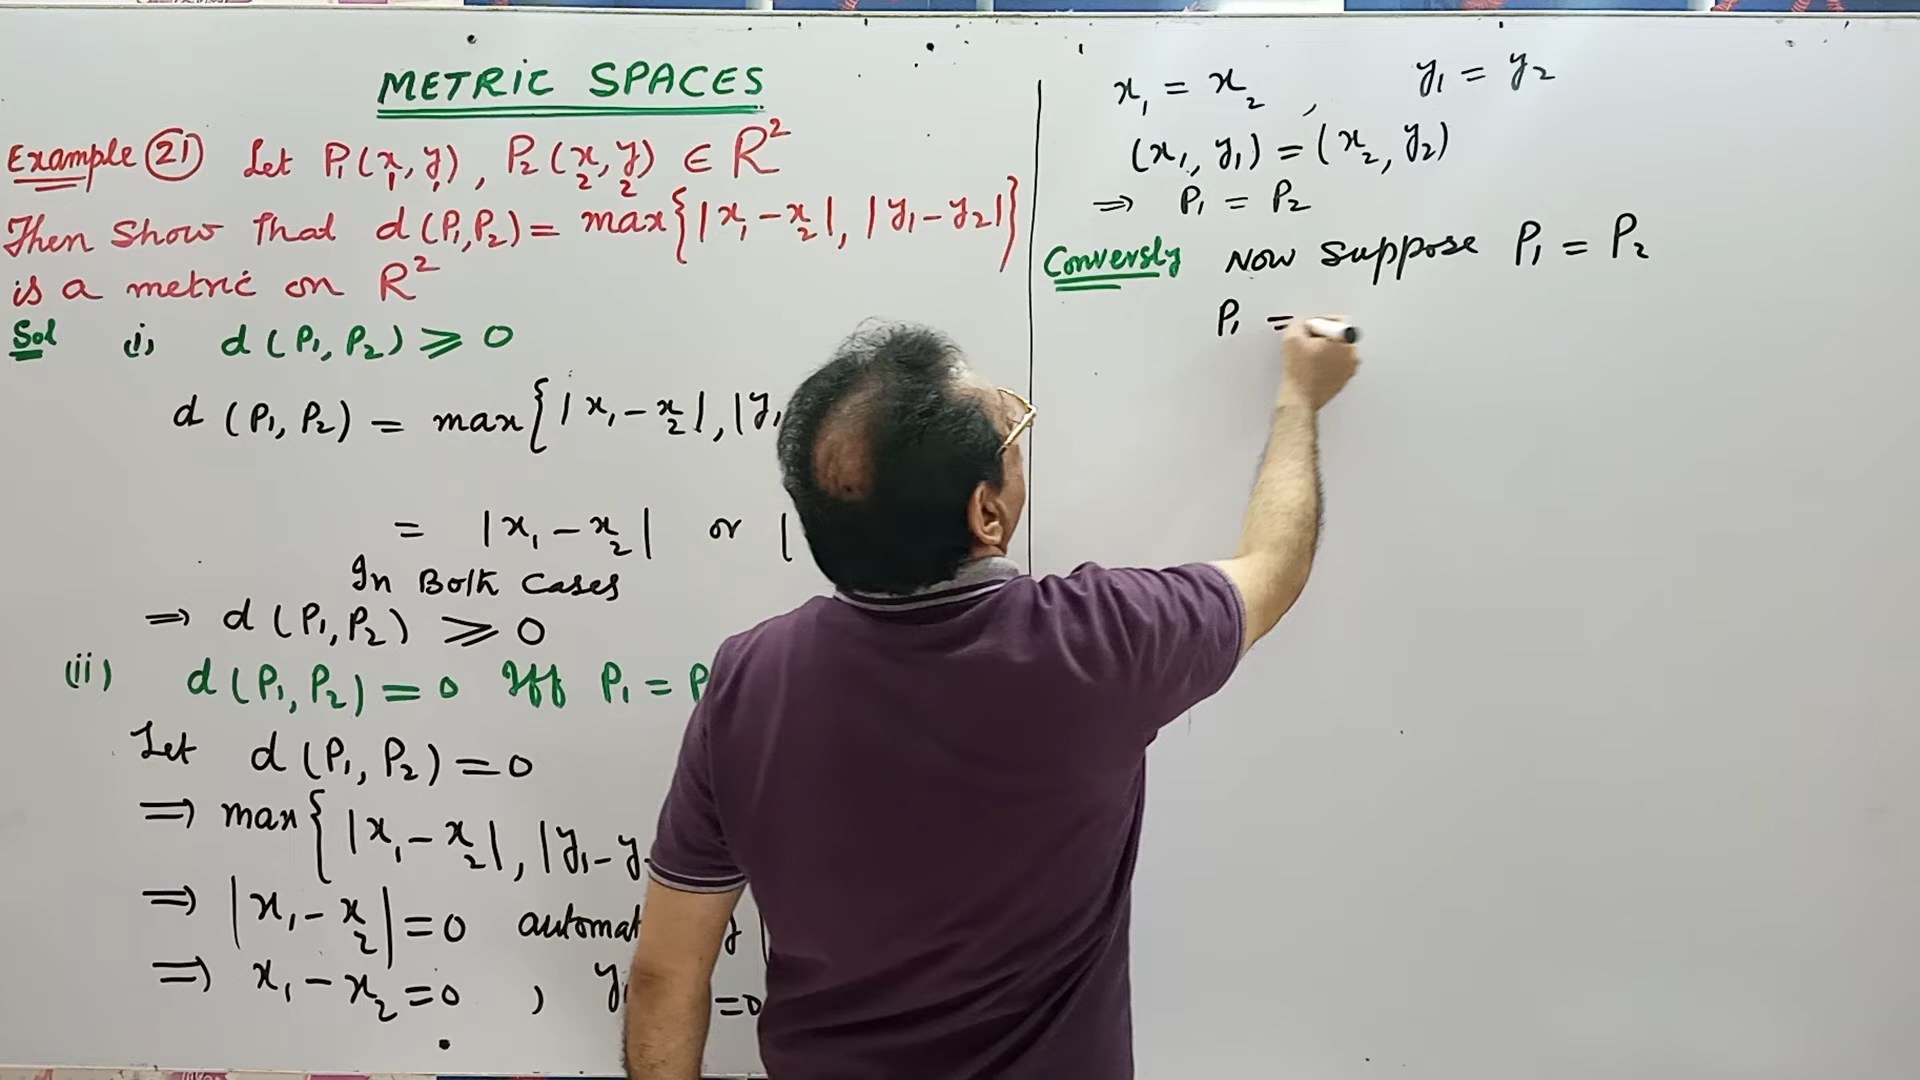 METRIC SPACES
Example (21) Let P₁(x₁, y₁), P₂(x₂, y₂) ∈ R²
Then Show that d(P₁,P₂) = max{|x₁ - x₂|, |y₁ - y₂|}
is a metric on R²
Sol (i) d(P₁, P₂) ⩾ 0
d(P₁, P₂) = max{|x₁ - x₂|, |y₁
= |x₁ - x₂| or |
In Both Cases
⇒ d(P₁, P₂) ⩾ 0
(ii) d(P₁, P₂) = 0 Iff P₁ = P
Let d(P₁, P₂) = 0
⇒ max{|x₁ - x₂|, |y₁ - y
⇒ |x₁ - x₂| = 0
⇒ x₁ - x₂ = 0 , y₁ = 0
x₁ = x₂ , y₁ = y₂
(x₁, y₁) = (x₂, y₂)
⇒ P₁ = P₂
Conversly Now Suppose P₁ = P₂
P₁ =